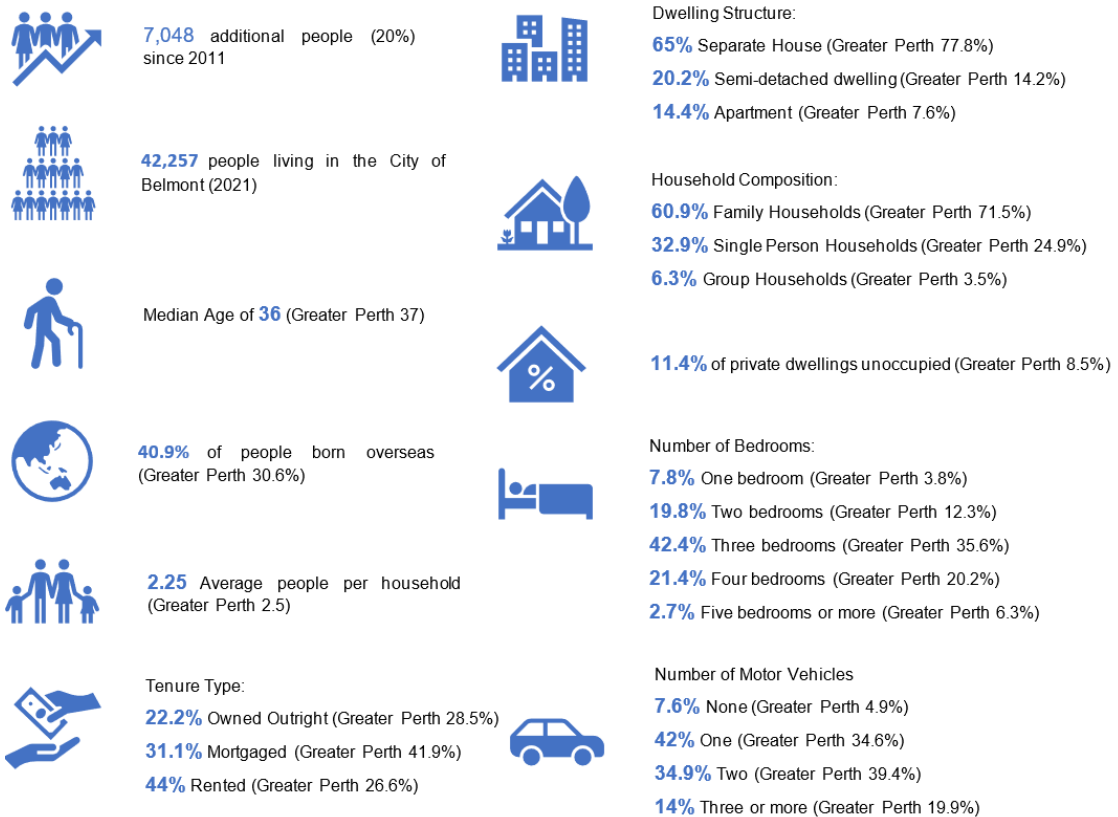 7,048 additional people (20%)
since 2011
42,257 people living in the City of
Belmont (2021)
Median Age of 36 (Greater Perth 37)
40.9% of people born overseas
(Greater Perth 30.6%)
2.25 Average people per household
(Greater Perth 2.5)
Tenure Type:
22.2% Owned Outright (Greater Perth 28.5%)
31.1% Mortgaged (Greater Perth 41.9%)
44% Rented (Greater Perth 26.6%)
Dwelling Structure:
65% Separate House (Greater Perth 77.8%)
20.2% Semi-detached dwelling (Greater Perth 14.2%)
14.4% Apartment (Greater Perth 7.6%)
Household Composition:
60.9% Family Households (Greater Perth 71.5%)
32.9% Single Person Households (Greater Perth 24.9%)
6.3% Group Households (Greater Perth 3.5%)
%
11.4% of private dwellings unoccupied (Greater Perth 8.5%)
Number of Bedrooms:
7.8% One bedroom (Greater Perth 3.8%)
19.8% Two bedrooms (Greater Perth 12.3%)
42.4% Three bedrooms (Greater Perth 35.6%)
21.4% Four bedrooms (Greater Perth 20.2%)
2.7% Five bedrooms or more (Greater Perth 6.3%)
Number of Motor Vehicles
7.6% None (Greater Perth 4.9%)
42% One (Greater Perth 34.6%)
34.9% Two (Greater Perth 39.4%)
14% Three or more (Greater Perth 19.9%)